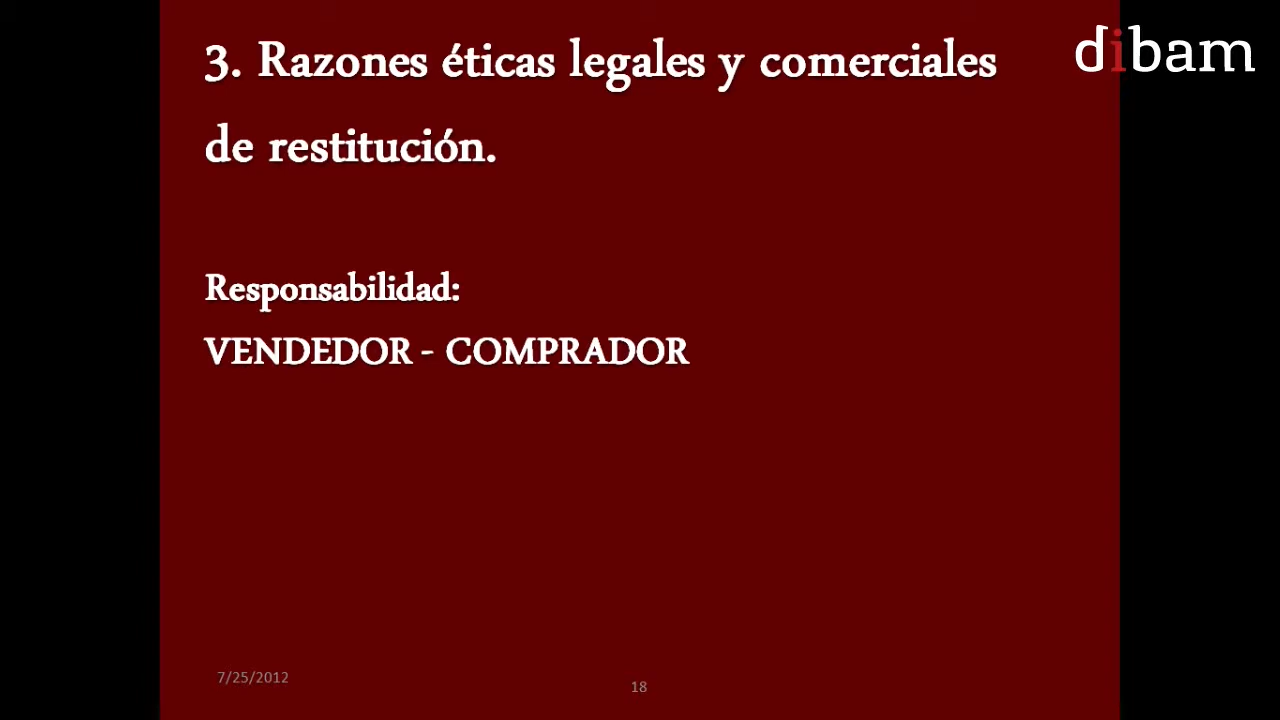 dibam
3. Razones éticas legales y comerciales
de restitución.
Responsabilidad:
VENDEDOR - COMPRADOR
7/25/2012
18